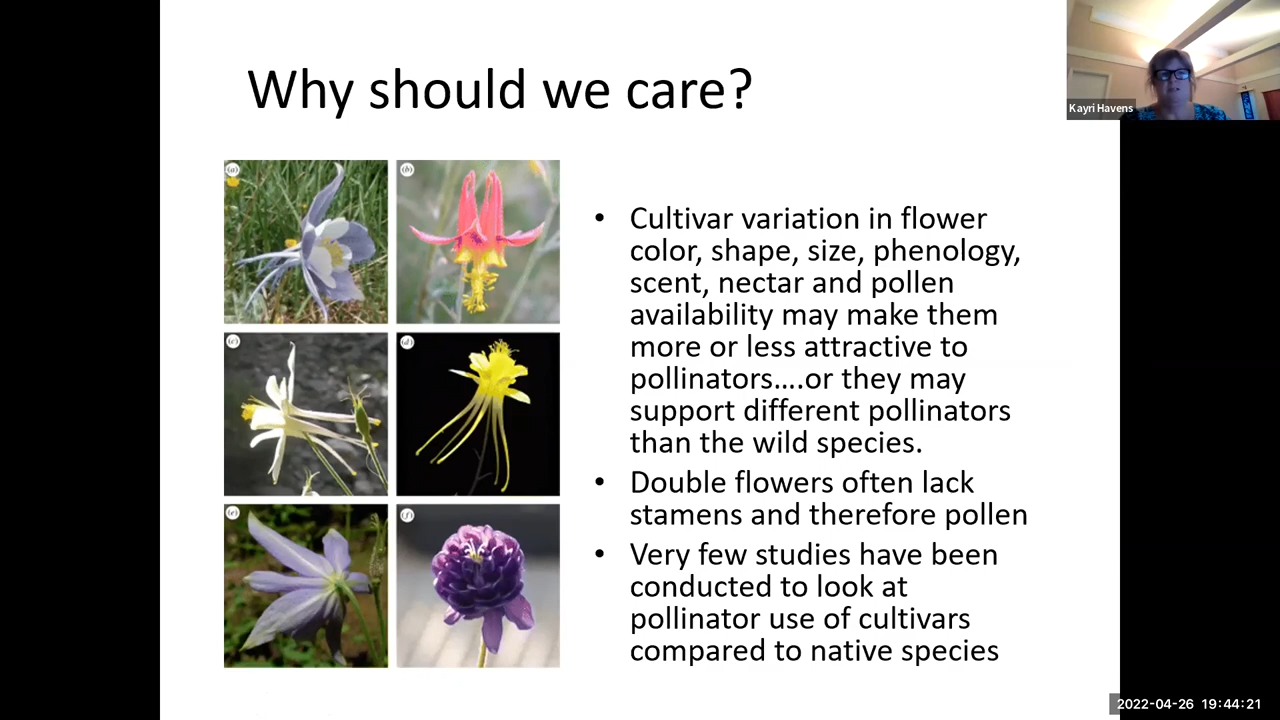 Why should we care?
Kayri Havens
(a)
(b)
(c)
(d)
(e)
(f)
• Cultivar variation in flower
color, shape, size, phenology,
scent, nectar and pollen
availability may make them
more or less attractive to
pollinators….or they may
support different pollinators
than the wild species.
• Double flowers often lack
stamens and therefore pollen
• Very few studies have been
conducted to look at
pollinator use of cultivars
compared to native species
2022-04-26 19:44:21